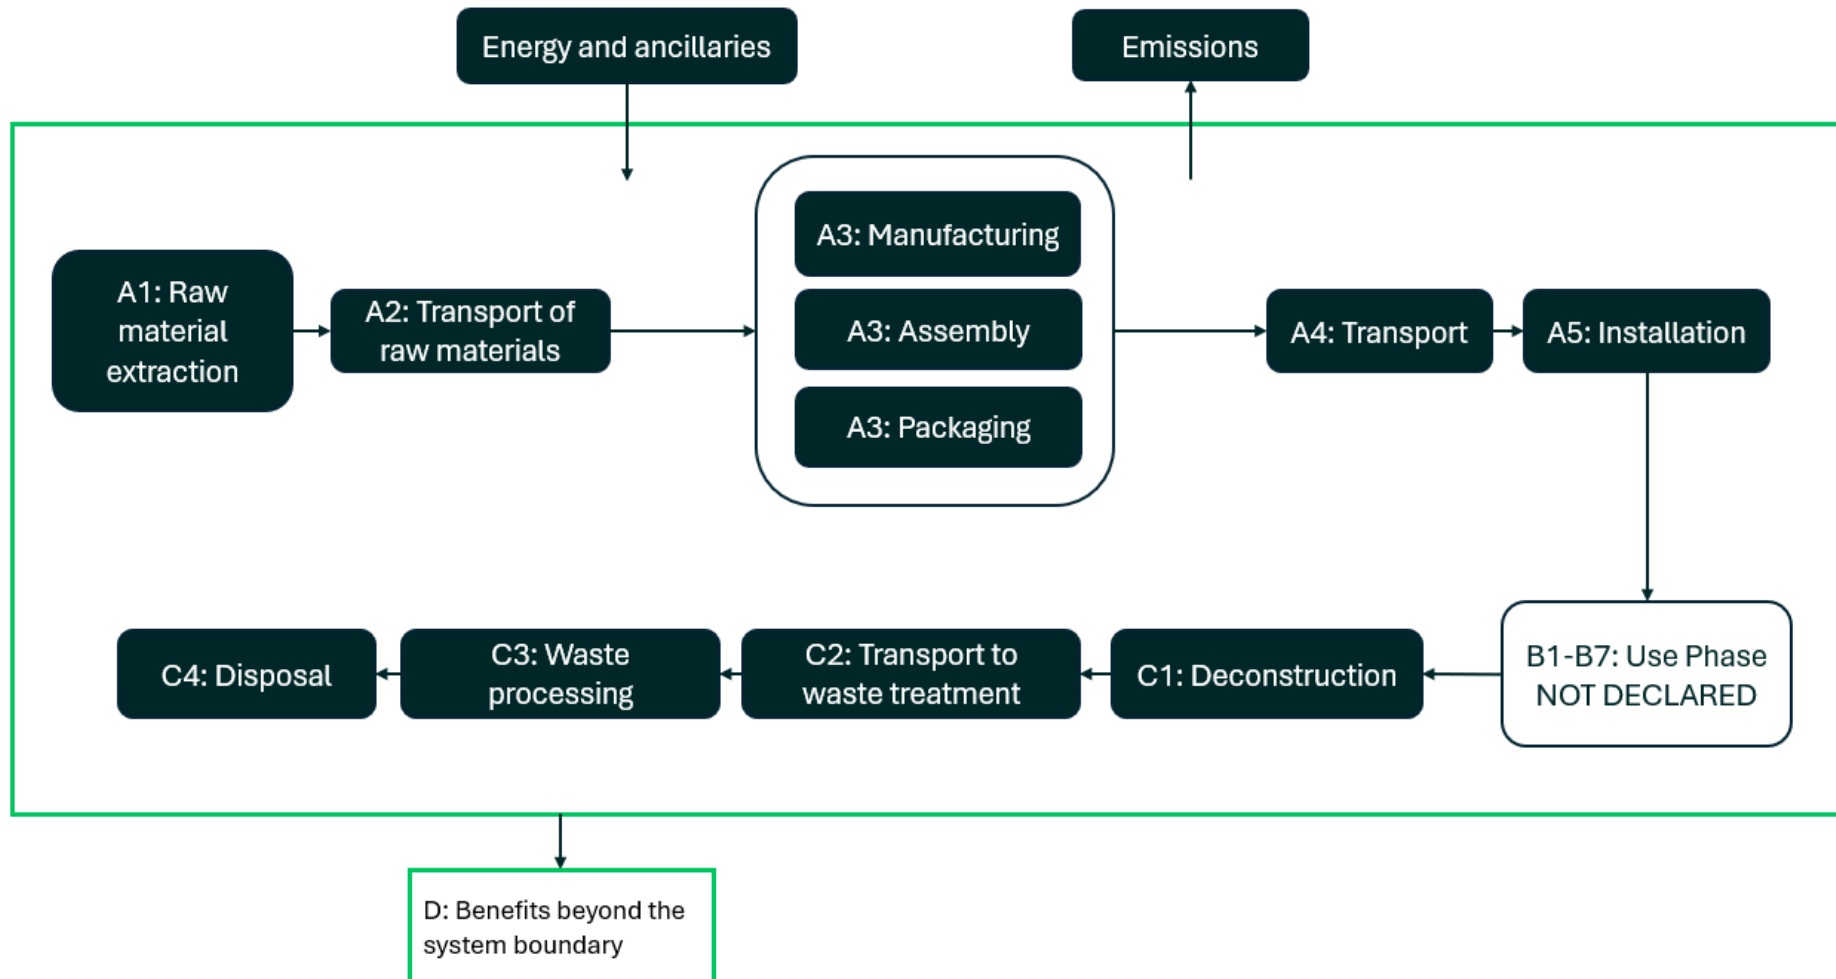 Energy and ancillaries
Emissions
A1: Raw
material
extraction
A2: Transport of
raw materials
A3: Manufacturing
A3: Assembly
A3: Packaging
A4: Transport
A5: Installation
B1-B7: Use Phase
NOT DECLARED
C1: Deconstruction
C2: Transport to
waste treatment
C3: Waste
processing
C4: Disposal
D: Benefits beyond the
system boundary